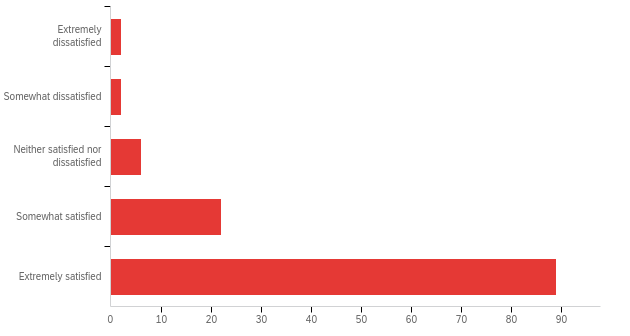 Extremely
dissatisfied
Somewhat dissatisfied
Neither satisfied nor
dissatisfied
Somewhat satisfied
Extremely satisfied
0 10 20 30 40 50 60 70 80 90